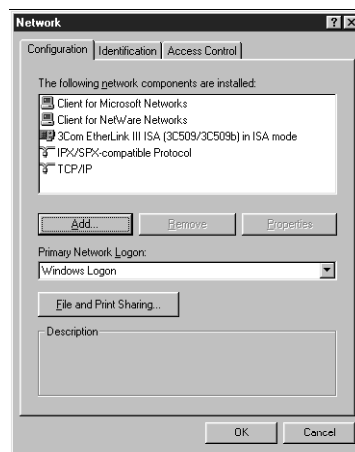 Network
Configuration Identification Access Control
The following network components are installed:
Client for Microsoft Networks
Client for NetWare Networks
3Com EtherLink III ISA (3C509/3C509b) in ISA mode
IPX/SPX-compatible Protocol
TCP/IP
Add... Remove Properties
Primary Network Logon:
Windows Logon
File and Print Sharing...
Description
OK Cancel